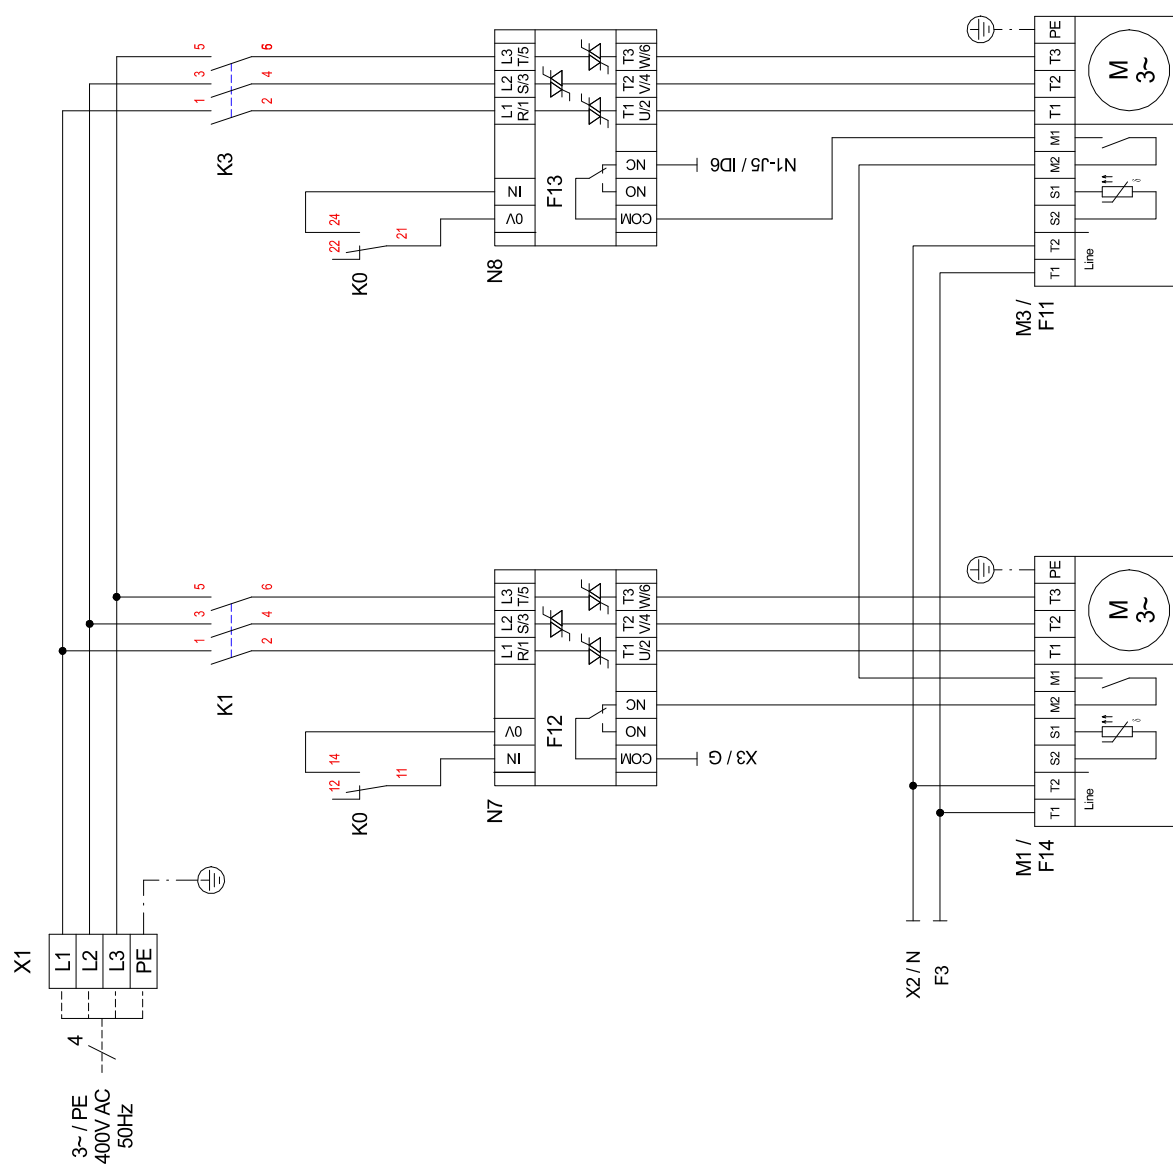 X1
L1
L2
L3
PE
4
3~ / PE
400V AC
50Hz
K1
1
3
5
2
4
6
K3
1
3
5
2
4
6
K0
12
14
11
K0
22
24
21
N7
L3
T/5
L2
S/3
L1
R/1
0V
IN
F12
T3
W/6
T2
V/4
T1
U/2
NC
NO
COM
X3 / G
N8
L3
T/5
L2
S/3
L1
R/1
IN
0V
F13
T3
W/6
T2
V/4
T1
U/2
NC
NO
COM
N1-J5 / ID6
M1 /
F14
PE
T3
T2
T1
M1
M2
S1
S2
T2
T1
Line
M
3~
M3 /
F11
PE
T3
T2
T1
M1
M2
S1
S2
T2
T1
Line
M
3~
X2 / N
F3